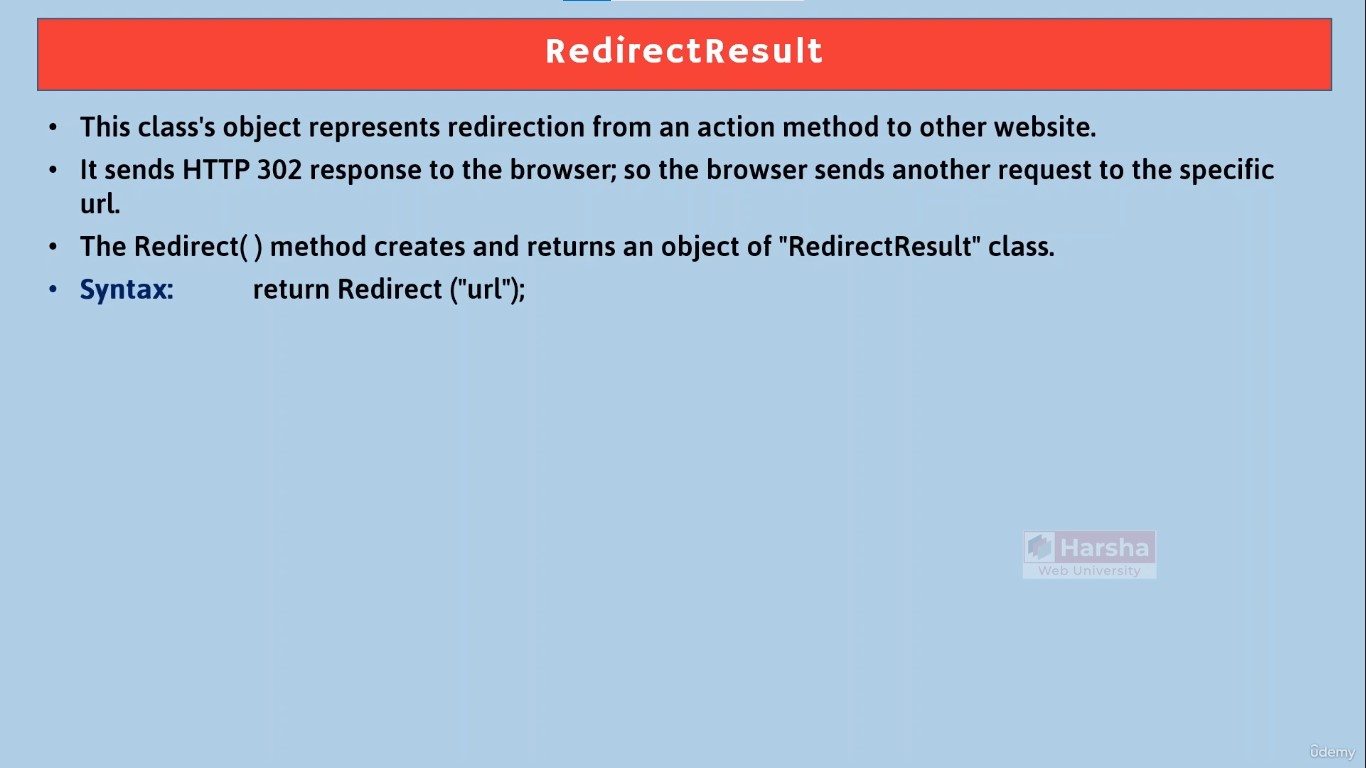 RedirectResult
• This class's object represents redirection from an action method to other website.
• It sends HTTP 302 response to the browser; so the browser sends another request to the specific
url.
• The Redirect( ) method creates and returns an object of "RedirectResult" class.
• Syntax: return Redirect ("url");
Harsha
Web University
ûdemy